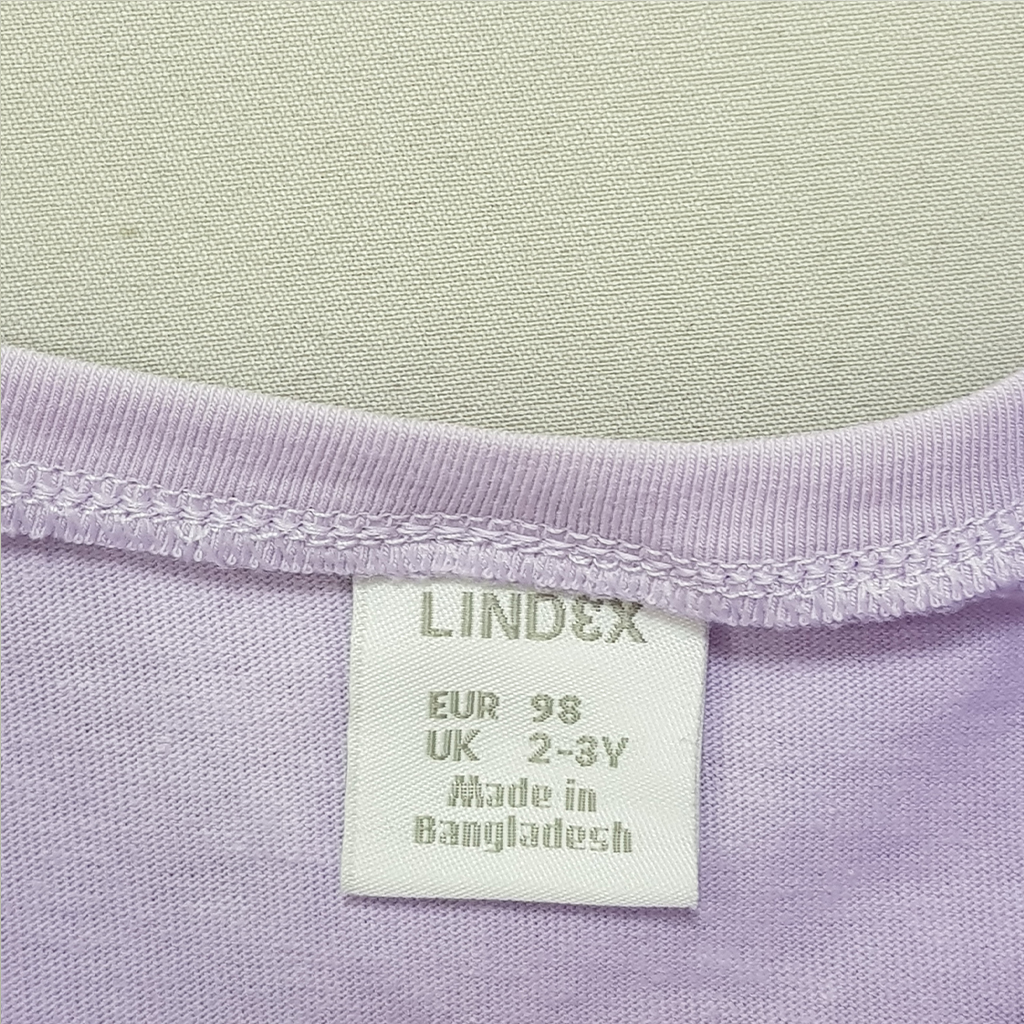 LINDEX
EUR 98
UK 2-3Y
Made in
Bangladesh